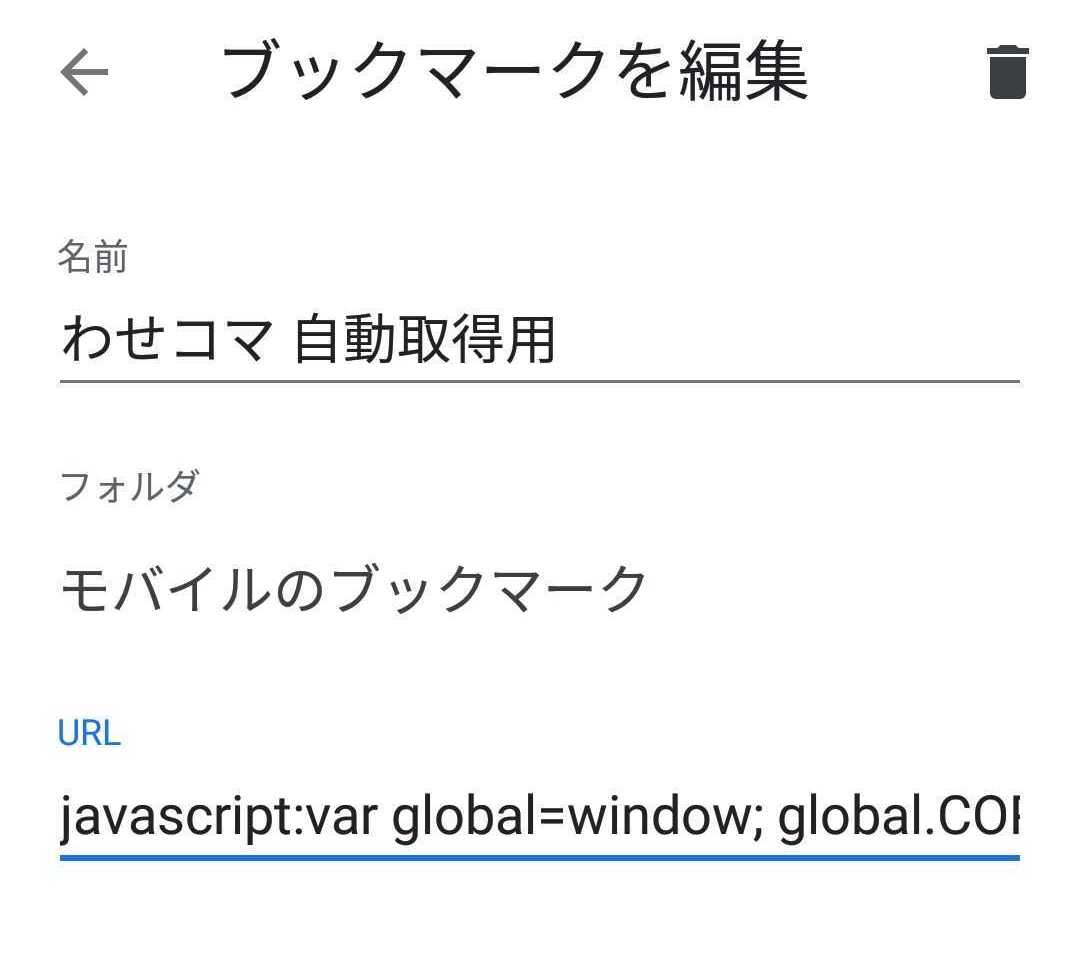 ブックマークを編集
名前
わせコマ 自動取得用
フォルダ
モバイルのブックマーク
URL
javascript:var global=window; global.CO